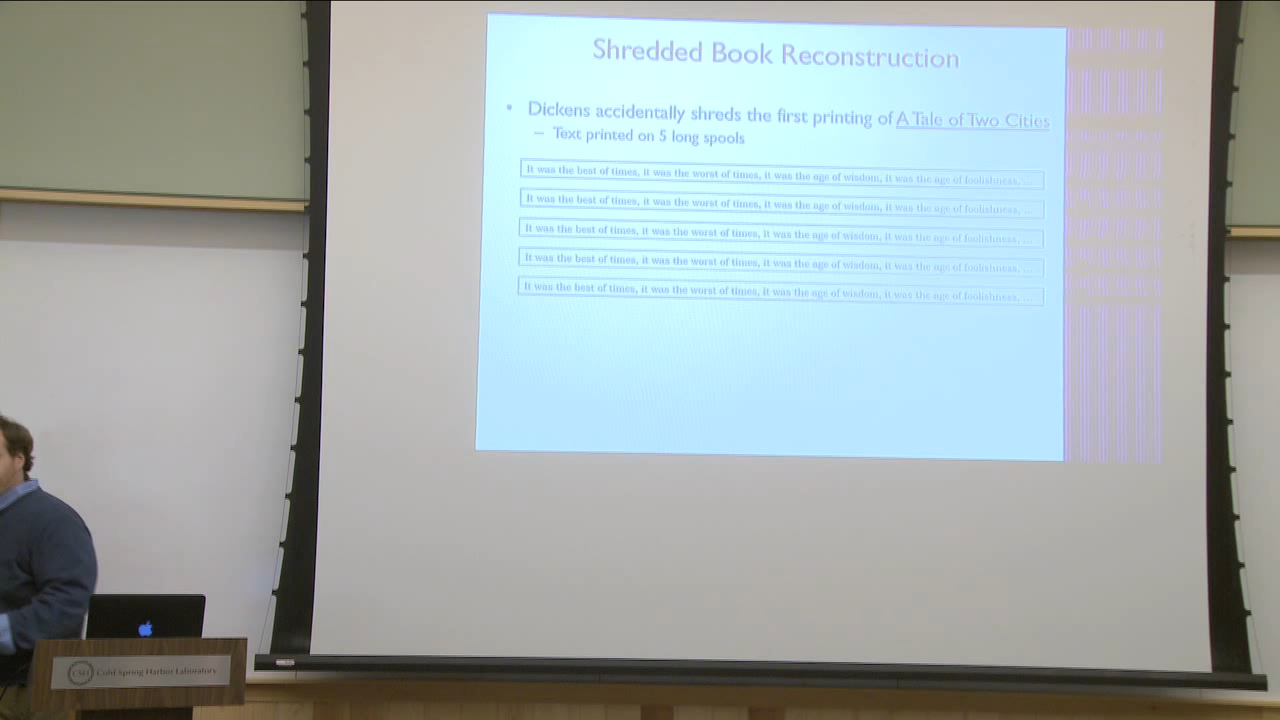 Shredded Book Reconstruction
• Dickens accidentally shreds the first printing of A Tale of Two Cities
– Text printed on 5 long spools
It was the best of times, it was the worst of times, it was the age of wisdom, it was the age of foolishness, ...
It was the best of times, it was the worst of times, it was the age of wisdom, it was the age of foolishness, ...
It was the best of times, it was the worst of times, it was the age of wisdom, it was the age of foolishness, ...
It was the best of times, it was the worst of times, it was the age of wisdom, it was the age of foolishness, ...
It was the best of times, it was the worst of times, it was the age of wisdom, it was the age of foolishness, ...
CSH Cold Spring Harbor Laboratory